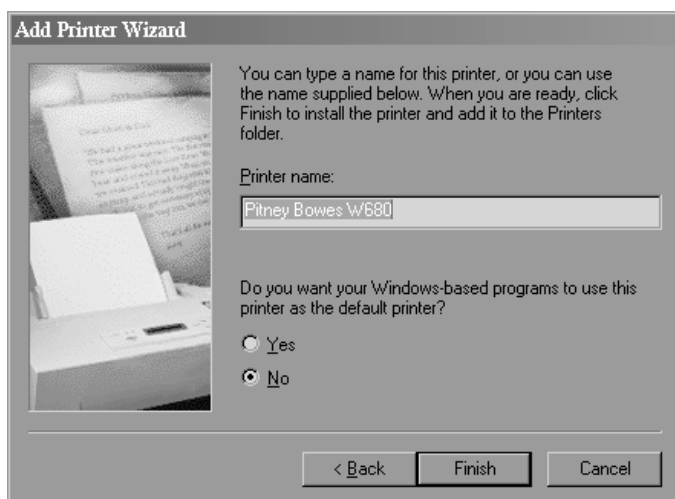 Add Printer Wizard
You can type a name for this printer, or you can use
the name supplied below. When you are ready, click
Finish to install the printer and add it to the Printers
folder.
Printer name:
Pitney Bowes W680
Do you want your Windows-based programs to use this
printer as the default printer?
Yes
No
< Back
Finish
Cancel